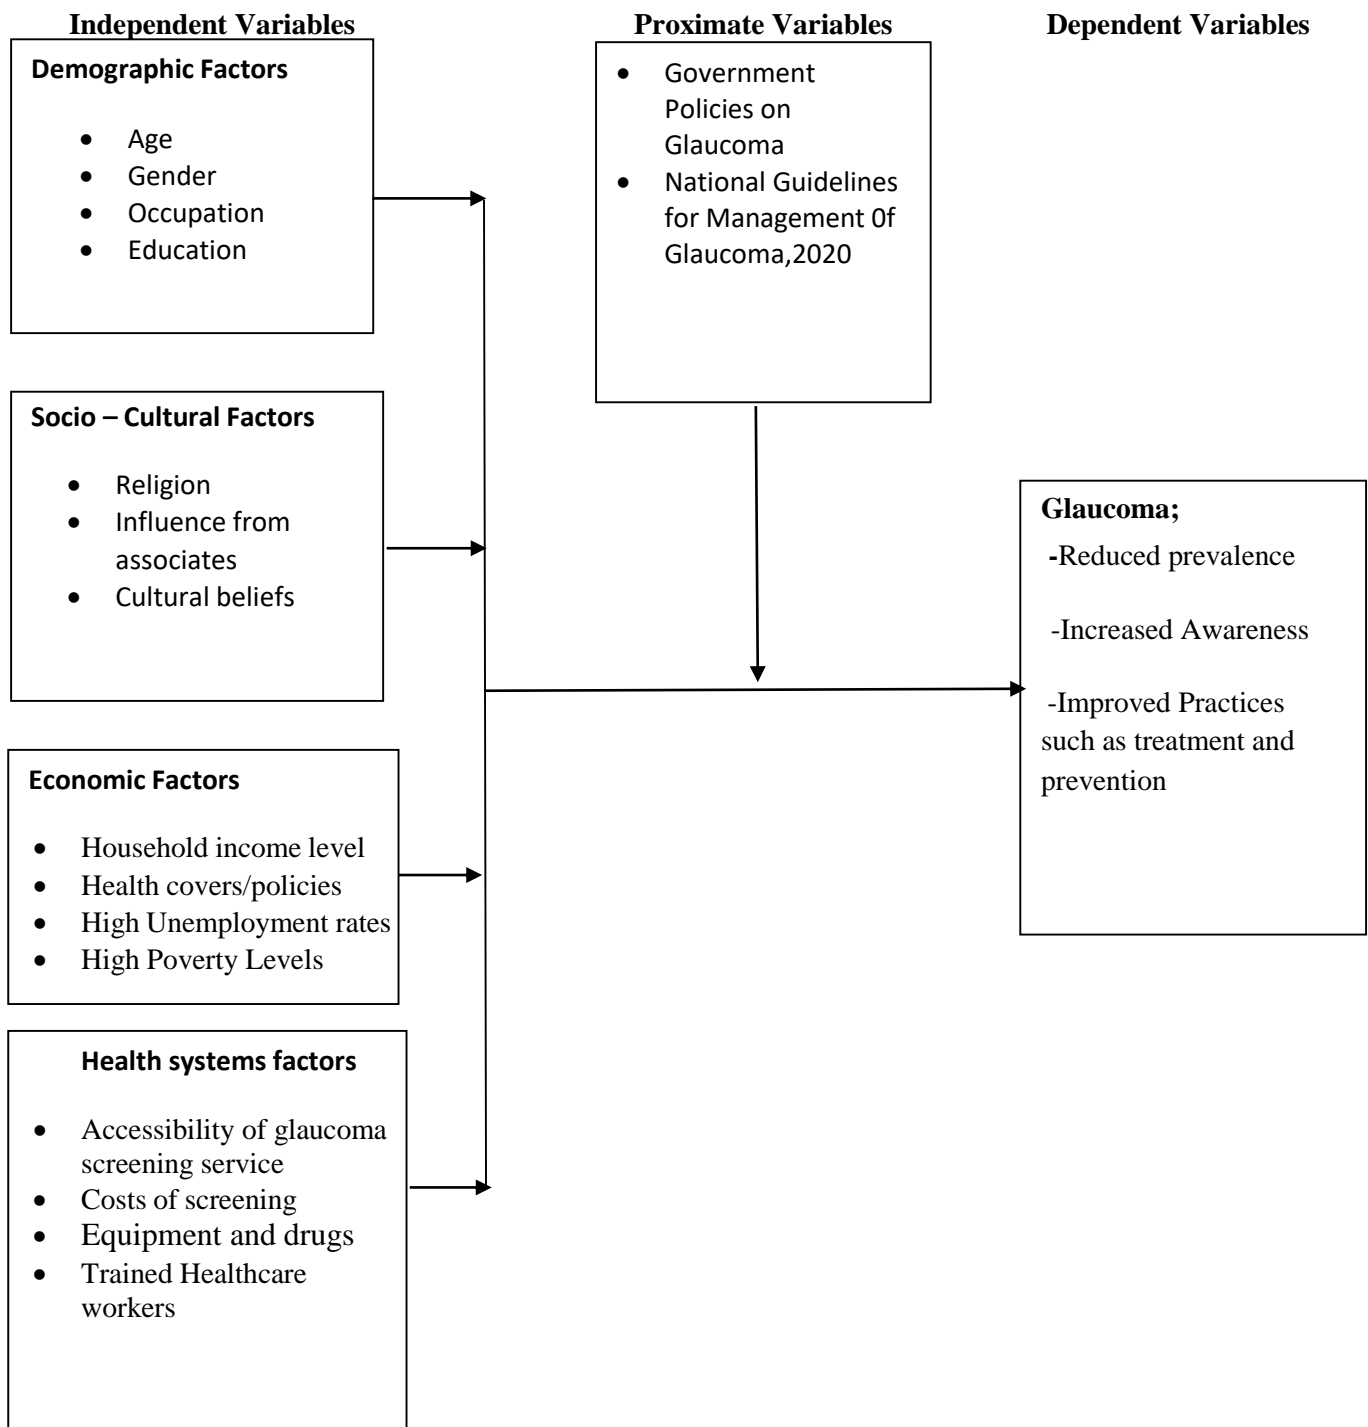 Independent Variables
Proximate Variables
Dependent Variables
Demographic Factors
• Age
• Gender
• Occupation
• Education
Socio – Cultural Factors
• Religion
• Influence from
associates
• Cultural beliefs
Economic Factors
• Household income level
• Health covers/policies
• High Unemployment rates
• High Poverty Levels
Health systems factors
• Accessibility of glaucoma
screening service
• Costs of screening
• Equipment and drugs
• Trained Healthcare
workers
• Government
Policies on
Glaucoma
• National Guidelines
for Management 0f
Glaucoma,2020
Glaucoma;
-Reduced prevalence
-Increased Awareness
-Improved Practices
such as treatment and
prevention